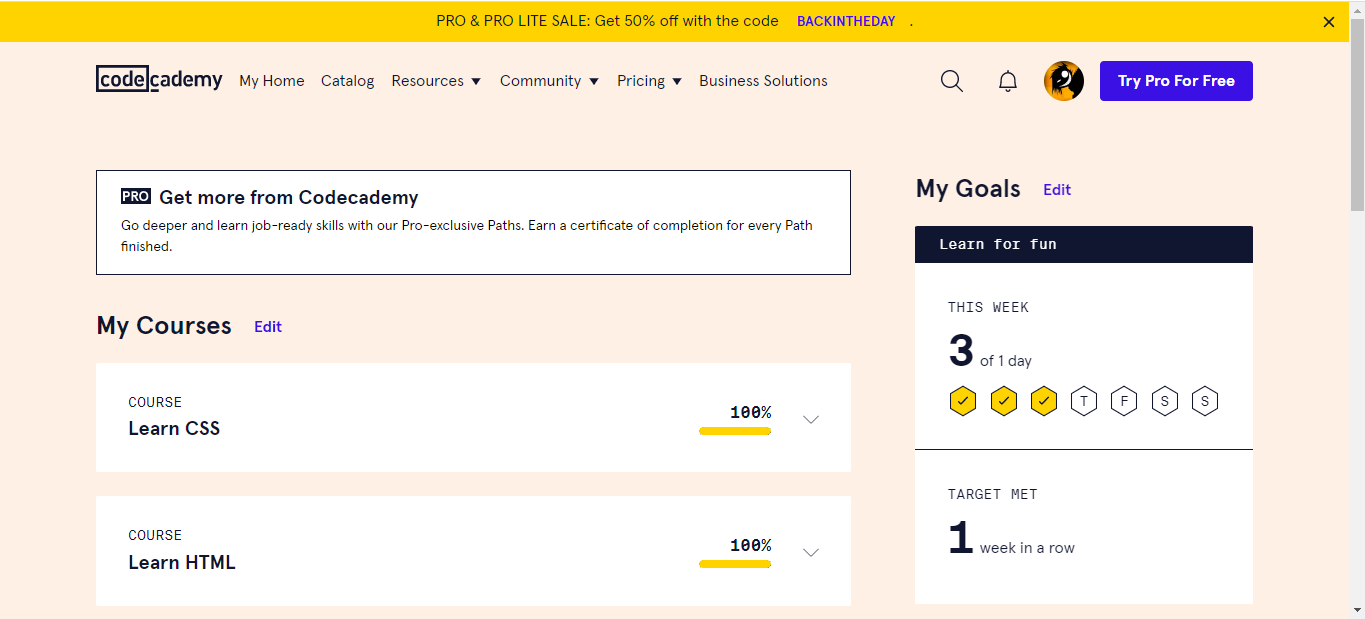 PRO & PRO LITE SALE: Get 50% off with the code BACKINTHEDAY .
codecademy My Home Catalog Resources Community Pricing Business Solutions Try Pro For Free
PRO Get more from Codecademy
Go deeper and learn job-ready skills with our Pro-exclusive Paths. Earn a certificate of completion for every Path
finished.
My Courses Edit
COURSE
Learn CSS
100%
COURSE
Learn HTML
100%
My Goals Edit
Learn for fun
THIS WEEK
3 of 1 day
T F S S
TARGET MET
1 week in a row